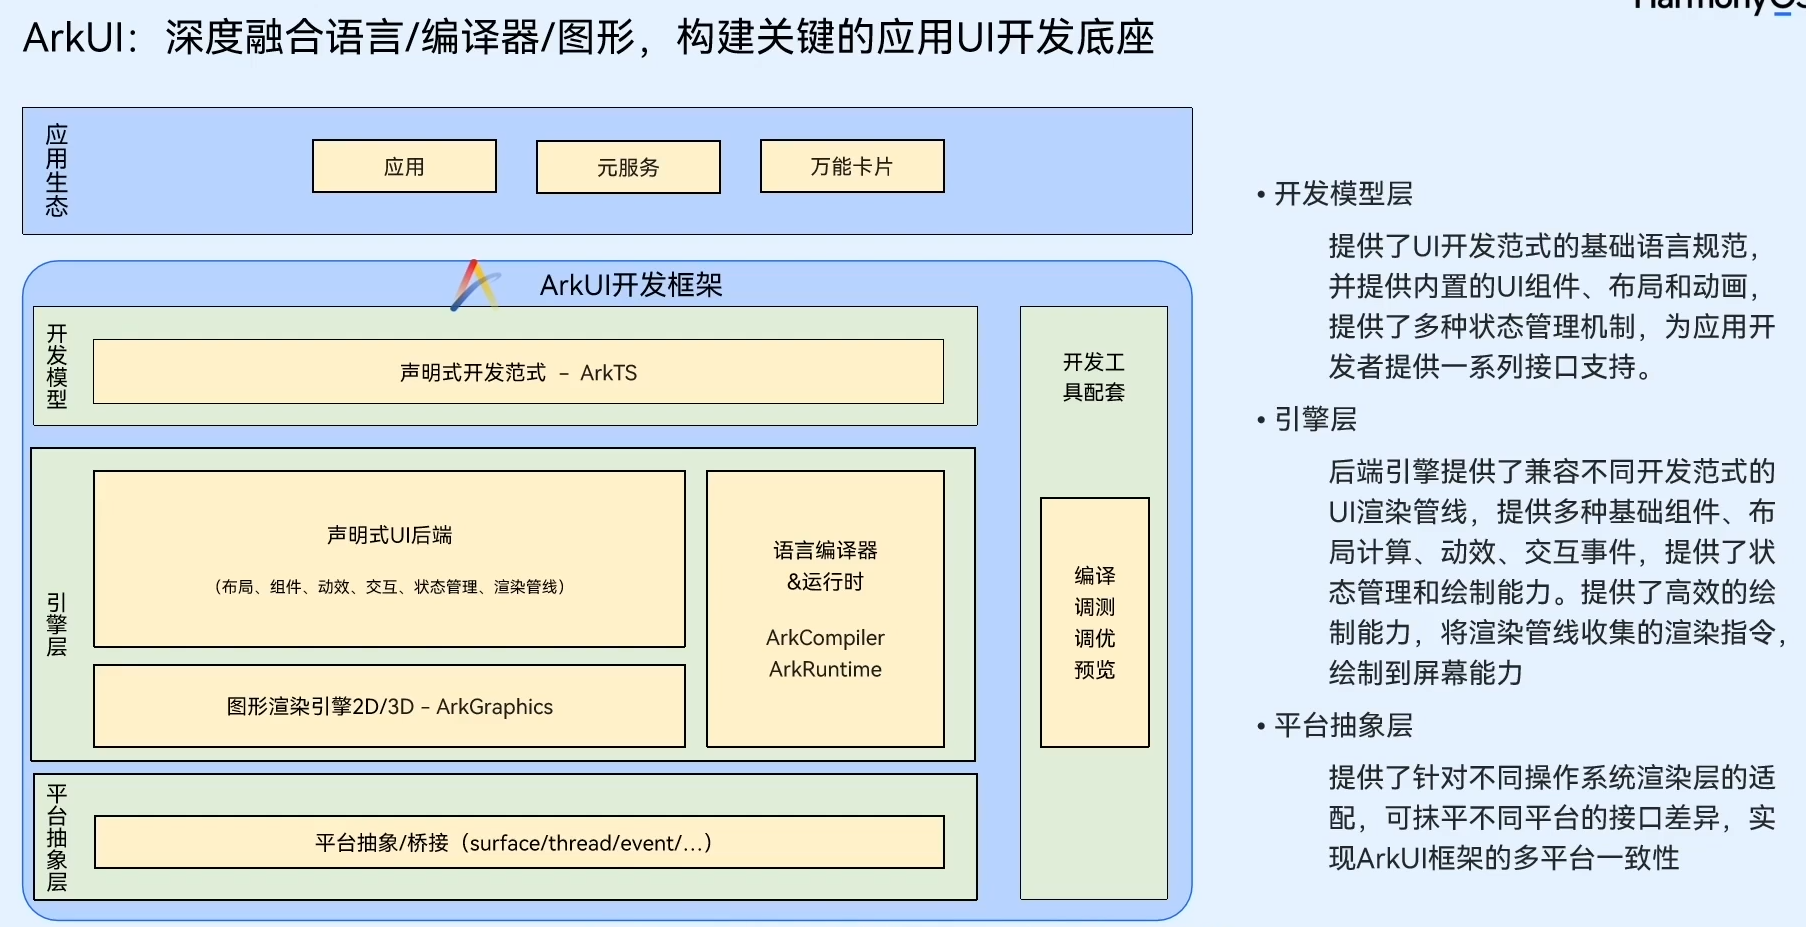 HarmonyOS
ArkUI：深度融合语言/编译器/图形，构建关键的应用UI开发底座
应用生态
应用
元服务
万能卡片
ArkUI开发框架
开发模型
声明式开发范式 － ArkTS
引擎层
声明式UI后端
（布局、组件、动效、交互、状态管理、渲染管线）
语言编译器
&运行时
ArkCompiler
ArkRuntime
图形渲染引擎2D/3D－ArkGraphics
平台抽象层
平台抽象/桥接（surface/thread/event/...）
开发工
具配套
编译
调测
调优
预览
• 开发模型层
提供了UI开发范式的基础语言规范，
并提供内置的UI组件、布局和动画，
提供了多种状态管理机制，为应用开
发者提供一系列接口支持。
• 引擎层
后端引擎提供了兼容不同开发范式的
UI渲染管线，提供多种基础组件、布
局计算、动效、交互事件，提供了状
态管理和绘制能力。提供了高效的绘
制能力，将渲染管线收集的渲染指令，
绘制到屏幕能力
• 平台抽象层
提供了针对不同操作系统渲染层的适
配，可抹平不同平台的接口差异，实
现ArkUI框架的多平台一致性